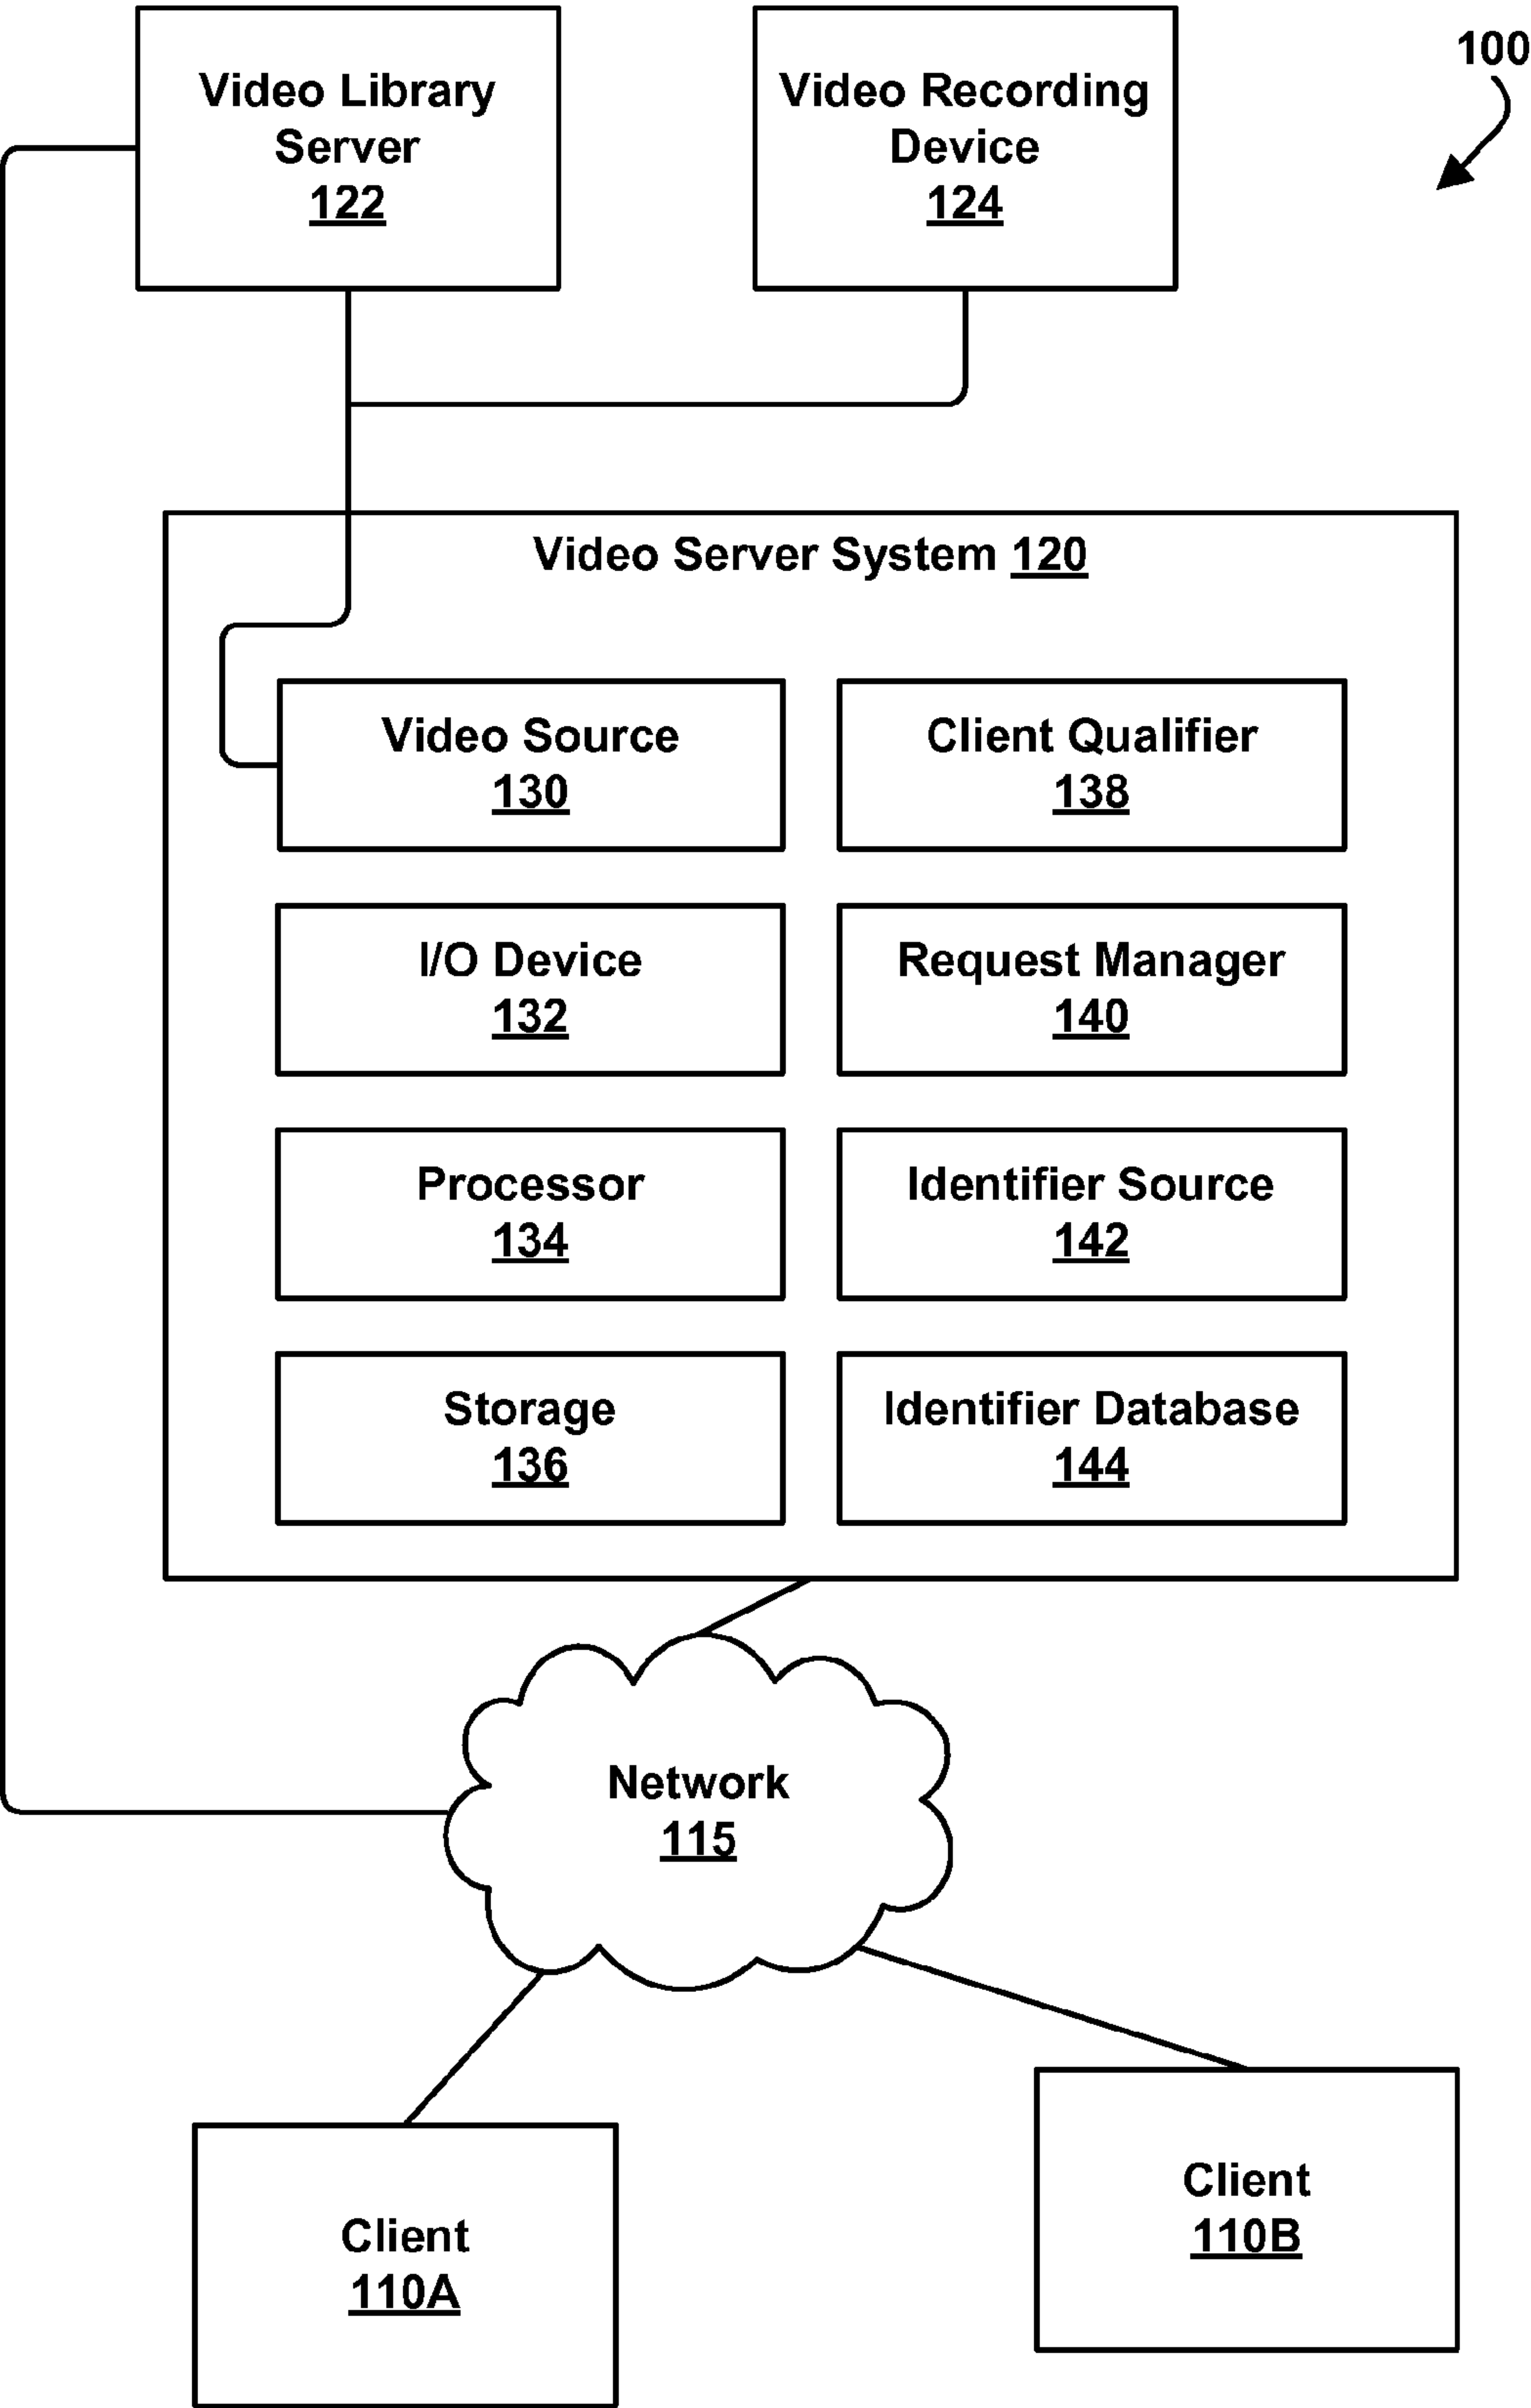 100
Video Library
Server
122
Video Recording
Device
124
Video Server System 120
Video Source
130
Client Qualifier
138
I/O Device
132
Request Manager
140
Processor
134
Identifier Source
142
Storage
136
Identifier Database
144
Network
115
Client
110A
Client
110B